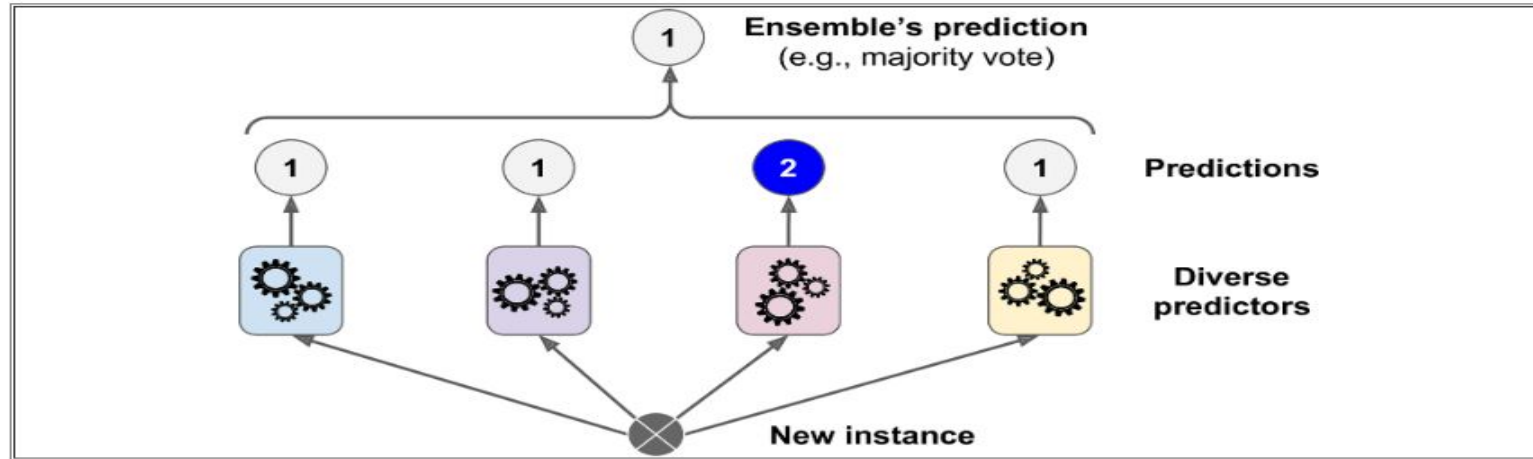 1
Ensemble's prediction
(e.g., majority vote)
1 1 2 1 Predictions
Diverse
predictors
New instance